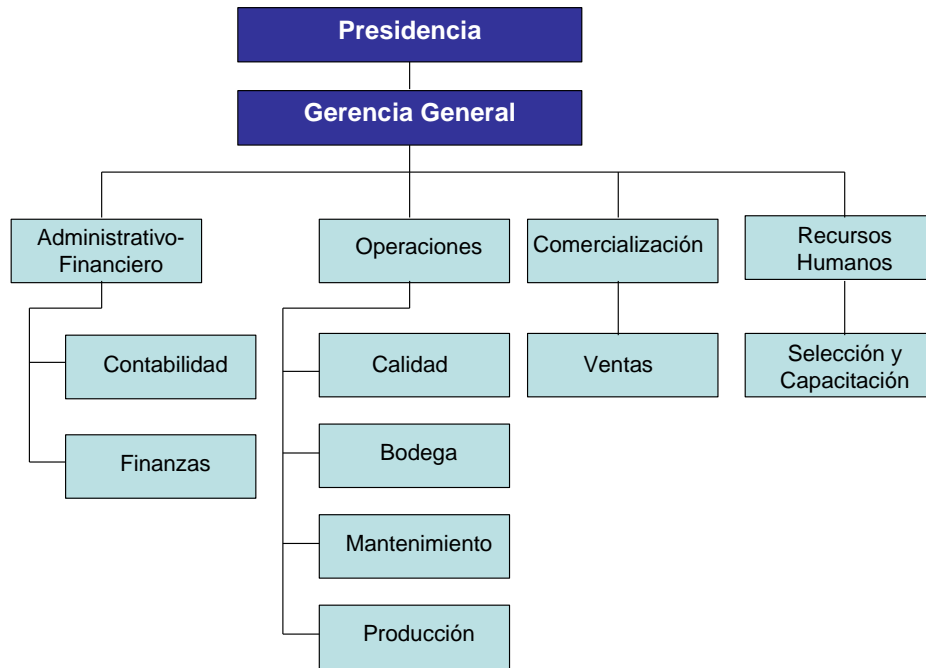 Presidencia
Gerencia General
Administrativo-
Financiero
Operaciones
Comercialización
Recursos
Humanos
Contabilidad
Calidad
Ventas
Selección y
Capacitación
Finanzas
Bodega
Mantenimiento
Producción